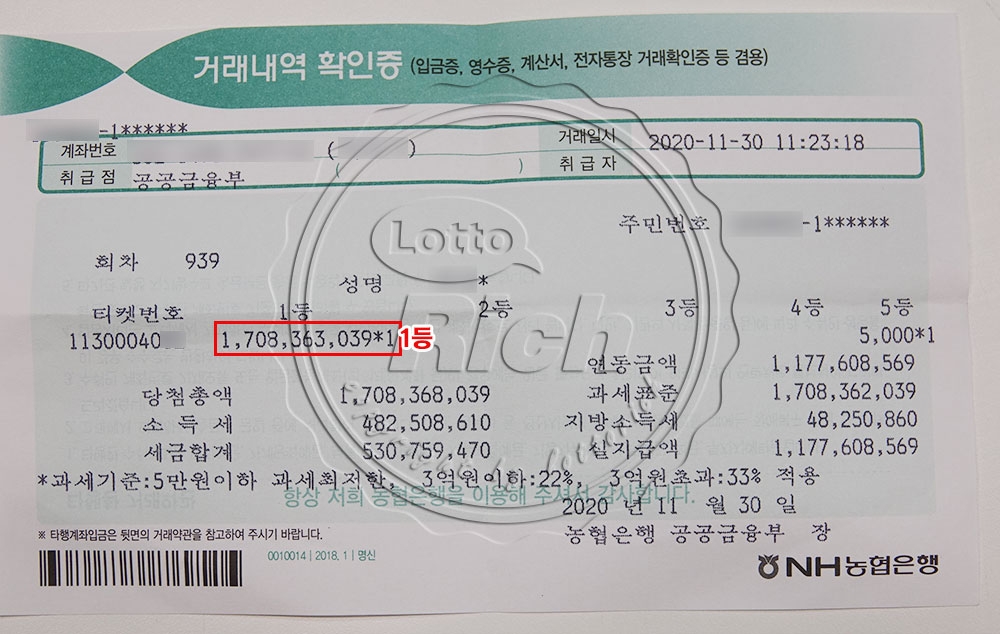 거래내역 확인증 (입금증, 영수증, 계산서, 전자통장 거래확인증 등 겸용)
-1******
계좌번호 ( ) 거래일시 2020-11-30 11:23:18
취급점 공공금융부 ( ) 취급자
주민번호 -1******
Lotto
Rich
회차 939
성명 *
티켓번호 1등 2등 3등 4등 5등
11300040 1,708,363,039*1 1등 5,000*1
연동금액 1,177,608,569
당첨총액 1,708,368,039 과세표준 1,708,362,039
소득세 482,508,610 지방소득세 48,250,860
세금합계 530,759,470 실지급액 1,177,608,569
*과세기준:5만원이하 과세최저한, 3억원이하:22%, 3억원초과:33% 적용
항상 저희 농협은행을 이용해 주셔서 감사합니다.
2020 년 11 월 30 일
농협은행 공공금융부 장
※ 타행계좌입금은 뒷면의 거래약관을 참고하여 주시기 바랍니다.
0010014 | 2018. 1 | 명신
NH농협은행